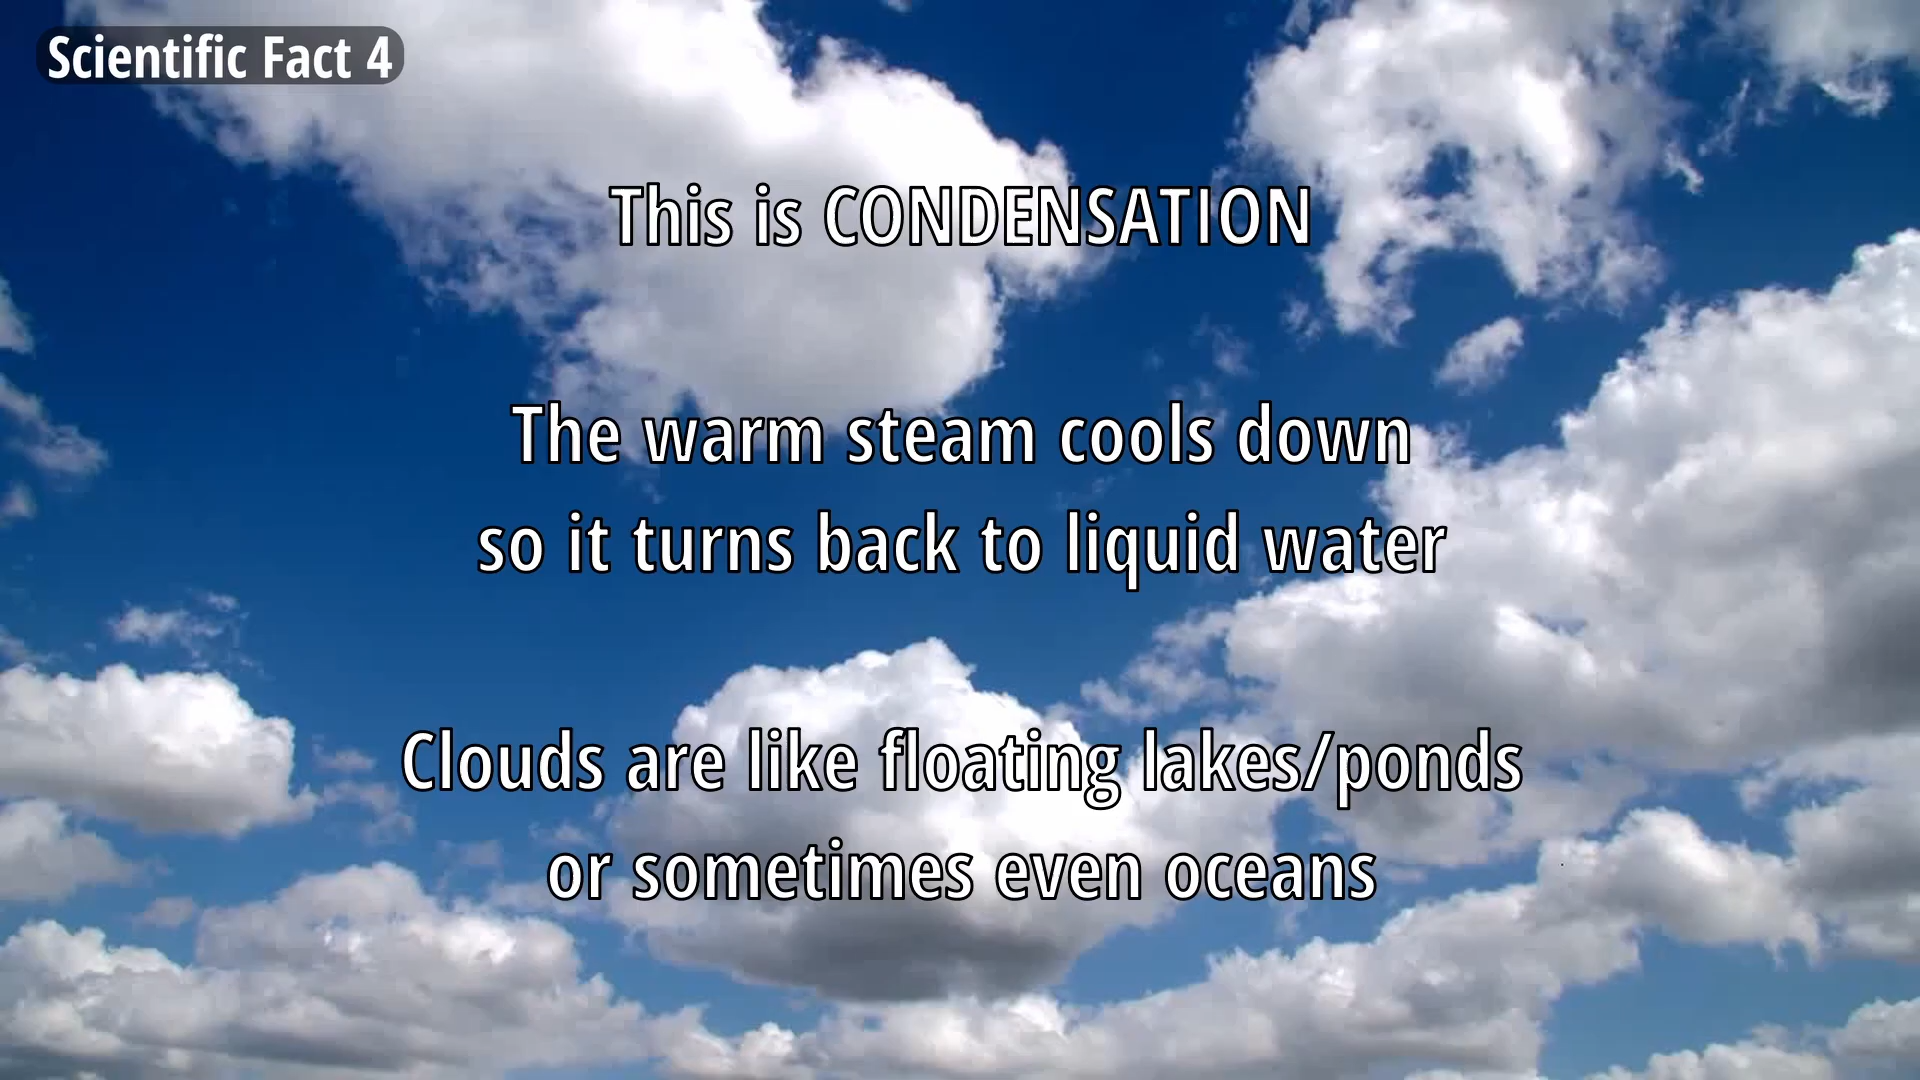 Scientific Fact 4
This is CONDENSATION
The warm steam cools down
so it turns back to liquid water
Clouds are like floating lakes/ponds
or sometimes even oceans